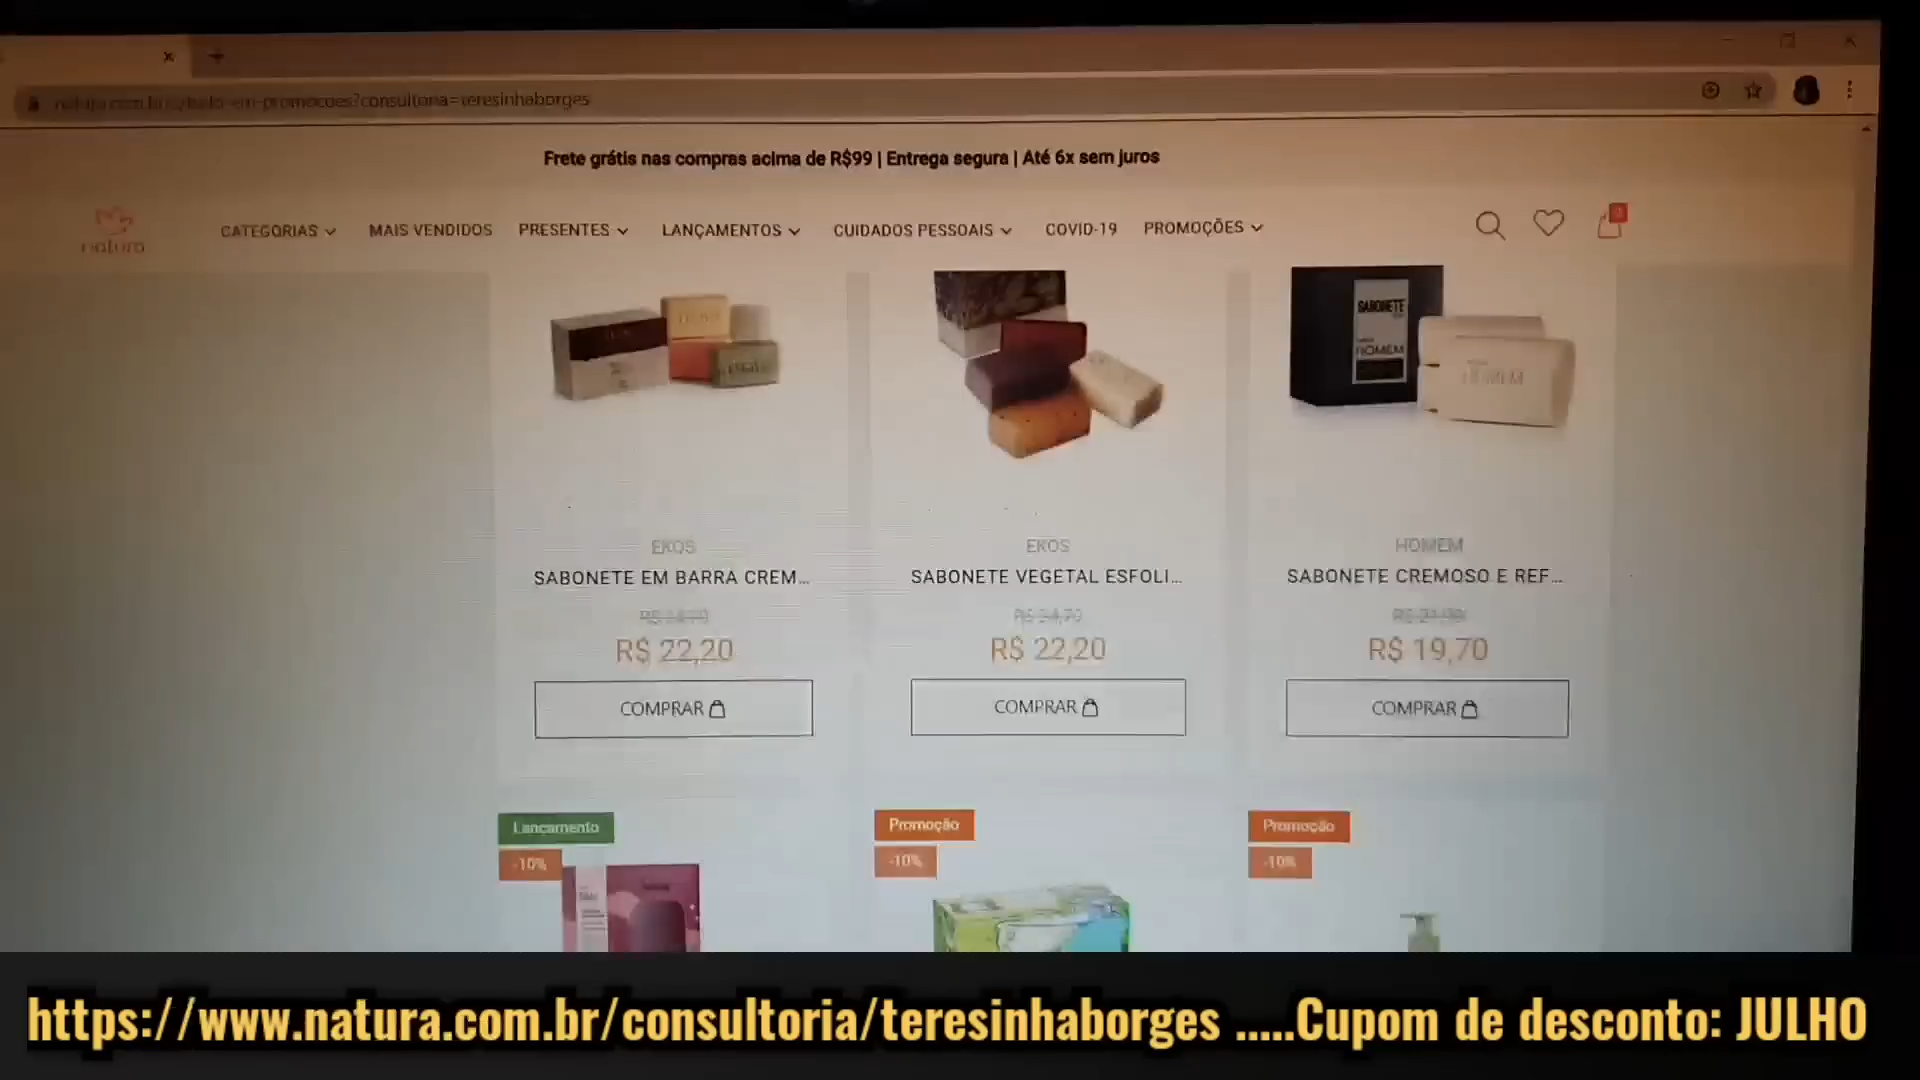 Frete grátis nas compras acima de R$99 | Entrega segura | Até 6x sem juros
natura
CATEGORIAS MAIS VENDIDOS PRESENTES LANÇAMENTOS CUIDADOS PESSOAIS COVID-19 PROMOÇÕES
SABONETE
HOMEM
EKOS EKOS HOMEM
SABONETE EM BARRA CREM... SABONETE VEGETAL ESFOLI... SABONETE CREMOSO E REF...
R$ 22,20 R$ 22,20 R$ 19,70
COMPRAR COMPRAR COMPRAR
Lançamento Promoção Promoção
-10% -10% -10%
https://www.natura.com.br/consultoria/teresinhaborges .....Cupom de desconto: JULHO